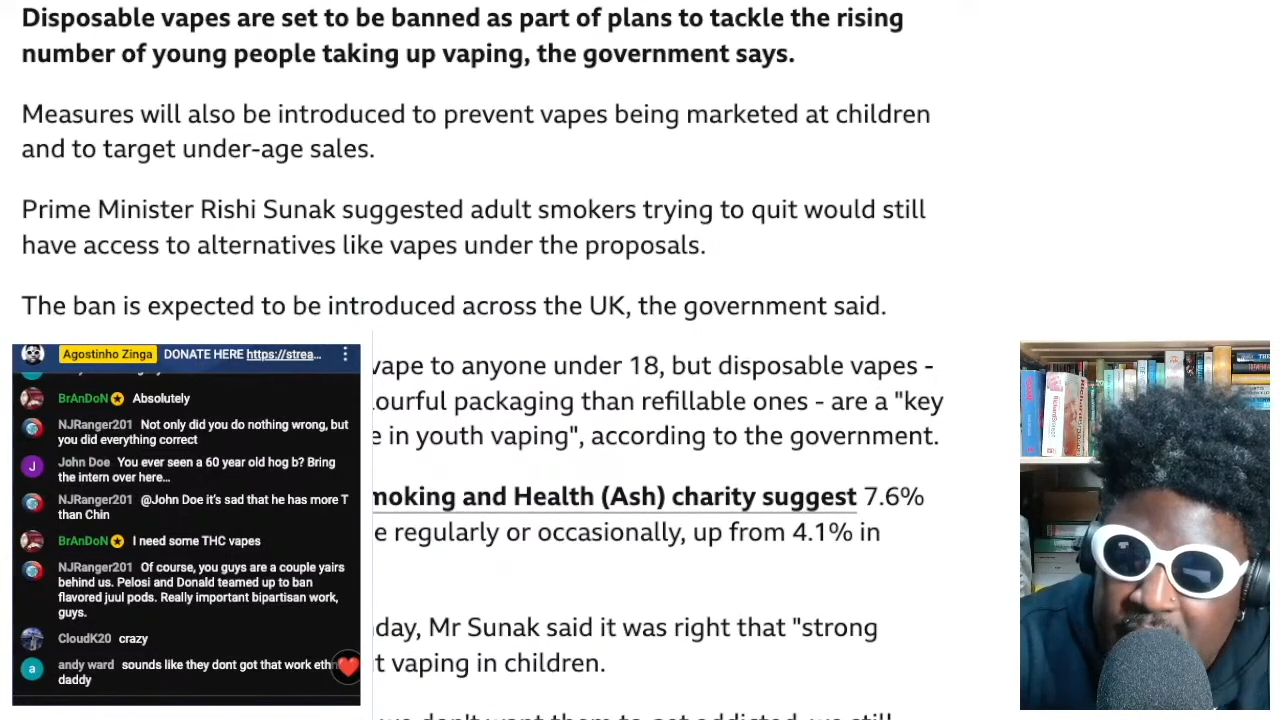 Disposable vapes are set to be banned as part of plans to tackle the rising
number of young people taking up vaping, the government says.
Measures will also be introduced to prevent vapes being marketed at children
and to target under-age sales.
Prime Minister Rishi Sunak suggested adult smokers trying to quit would still
have access to alternatives like vapes under the proposals.
The ban is expected to be introduced across the UK, the government said.
vape to anyone under 18, but disposable vapes -
ourful packaging than refillable ones - are a "key
e in youth vaping", according to the government.
moking and Health (Ash) charity suggest 7.6%
e regularly or occasionally, up from 4.1% in
day, Mr Sunak said it was right that "strong
t vaping in children.
we don't want them to get addicted, we still
Agostinho Zinga DONATE HERE https://strea...
BrAnDoN Absolutely
NJRanger201 Not only did you do nothing wrong, but
you did everything correct
J
John Doe You ever seen a 60 year old hog b? Bring
the intern over here...
NJRanger201 @John Doe it's sad that he has more T
than Chin
BrAnDoN I need some THC vapes
NJRanger201 Of course, you guys are a couple yairs
behind us. Pelosi and Donald teamed up to ban
flavored juul pods. Really important bipartisan work,
guys.
CloudK20 crazy
a
andy ward sounds like they dont got that work eth
daddy